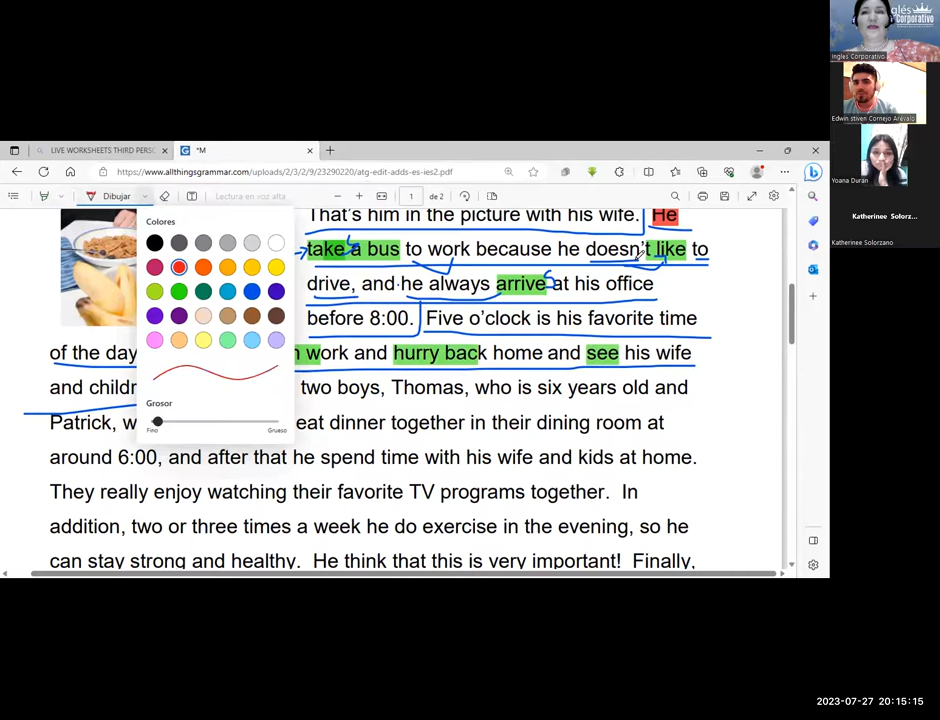 LIVE WORKSHEETS THIRD PERS
*M
https://www.allthingsgrammar.com/uploads/2/3/2/9/23290220/atg-edit-adds-es-ies2.pdf
Dibujar
Lectura en voz alta
1
de 2
Colores
Grosor
Fino
Grueso
That's him in the picture with his wife. He
take s a bus to work because he doesn't like to
drive, and he always arrive s at his office
before 8:00. Five o'clock is his favorite time
of the day work and hurry back home and see his wife
and childr two boys, Thomas, who is six years old and
Patrick, w eat dinner together in their dining room at
around 6:00, and after that he spend time with his wife and kids at home.
They really enjoy watching their favorite TV programs together. In
addition, two or three times a week he do exercise in the evening, so he
can stay strong and healthy. He think that this is very important! Finally,
glés
Corporativo
Ingles Corporativo
Edwin stiven Cornejo Arévalo
Yoana Duran
Katherinee Solorz...
Katherinee Solorzano
2023-07-27 20:15:15